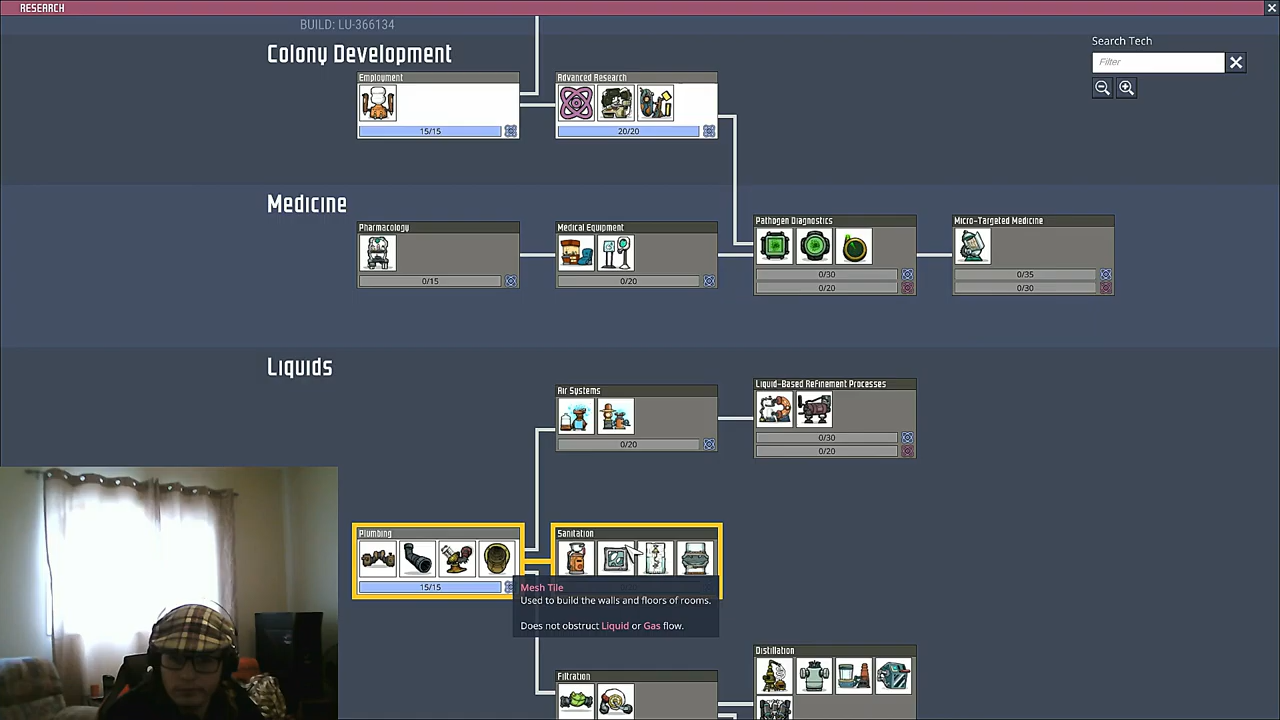 RESEARCH
BUILD: LU-366134
Colony Development
Search Tech
Filter
Employment
15/15
Advanced Research
20/20
Medicine
Pharmacology
0/15
Medical Equipment
0/20
Pathogen Diagnostics
0/30
0/20
Micro-Targeted Medicine
0/35
0/30
Liquids
Air Systems
0/20
Liquid-Based Refinement Processes
0/30
0/20
Plumbing
15/15
Sanitation
Mesh Tile
Used to build the walls and floors of rooms.
Does not obstruct Liquid or Gas flow.
Filtration
Distillation